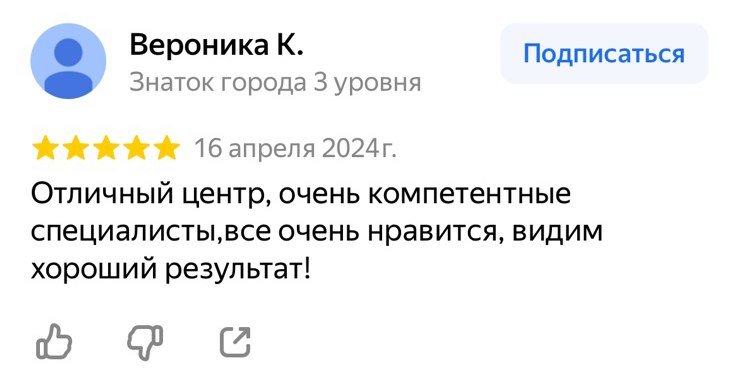 Вероника К.
Подписаться
Знаток города 3 уровня
16 апреля 2024 г.
Отличный центр, очень компетентные
специалисты,все очень нравится, видим
хороший результат!